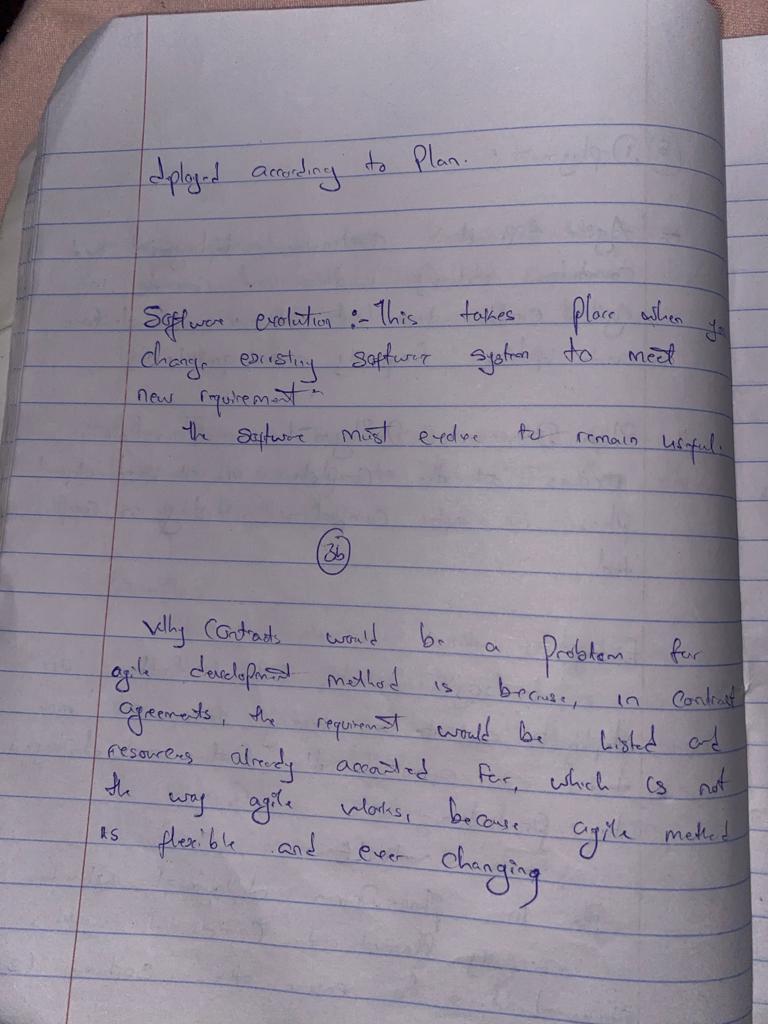 dployed according to Plan.
Software evolution :- This takes place when you
change existing software system to meet
new requirement
the software must evolve to remain useful.
3b
Why Contracts would be a problem for
agile development method is because, in Contract
agreements, the requirement would be listed and
resources already accounted for, which is not
the way agile works, because agile method
is flexible and ever changing